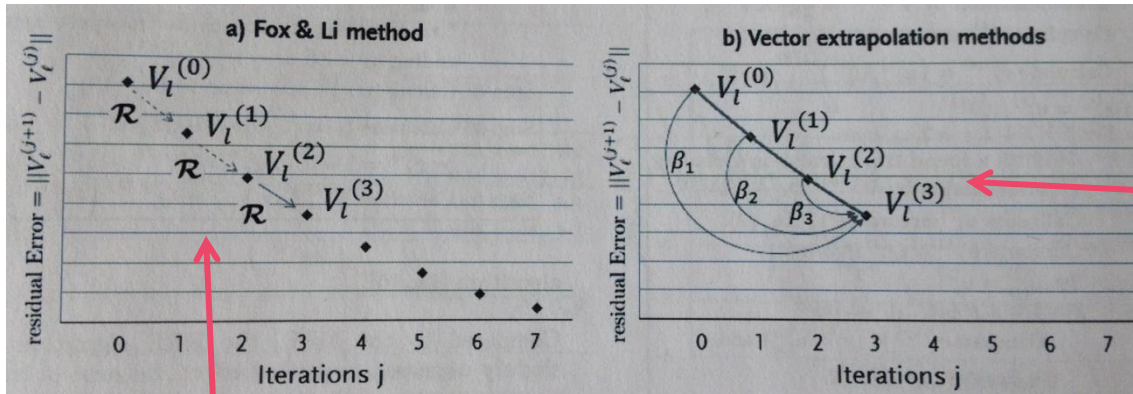 a) Fox & Li method
residual Error = ||V_ℓ^(j+1) − V_ℓ^(j)||
V_l^(0)
ℛ
V_l^(1)
ℛ
V_l^(2)
ℛ
V_l^(3)
0 1 2 3 4 5 6 7
Iterations j
b) Vector extrapolation methods
residual Error = ||V_ℓ^(j+1) − V_ℓ^(j)||
V_l^(0)
V_l^(1)
V_l^(2)
V_l^(3)
β₁
β₂
β₃
0 1 2 3 4 5 6 7
Iterations j